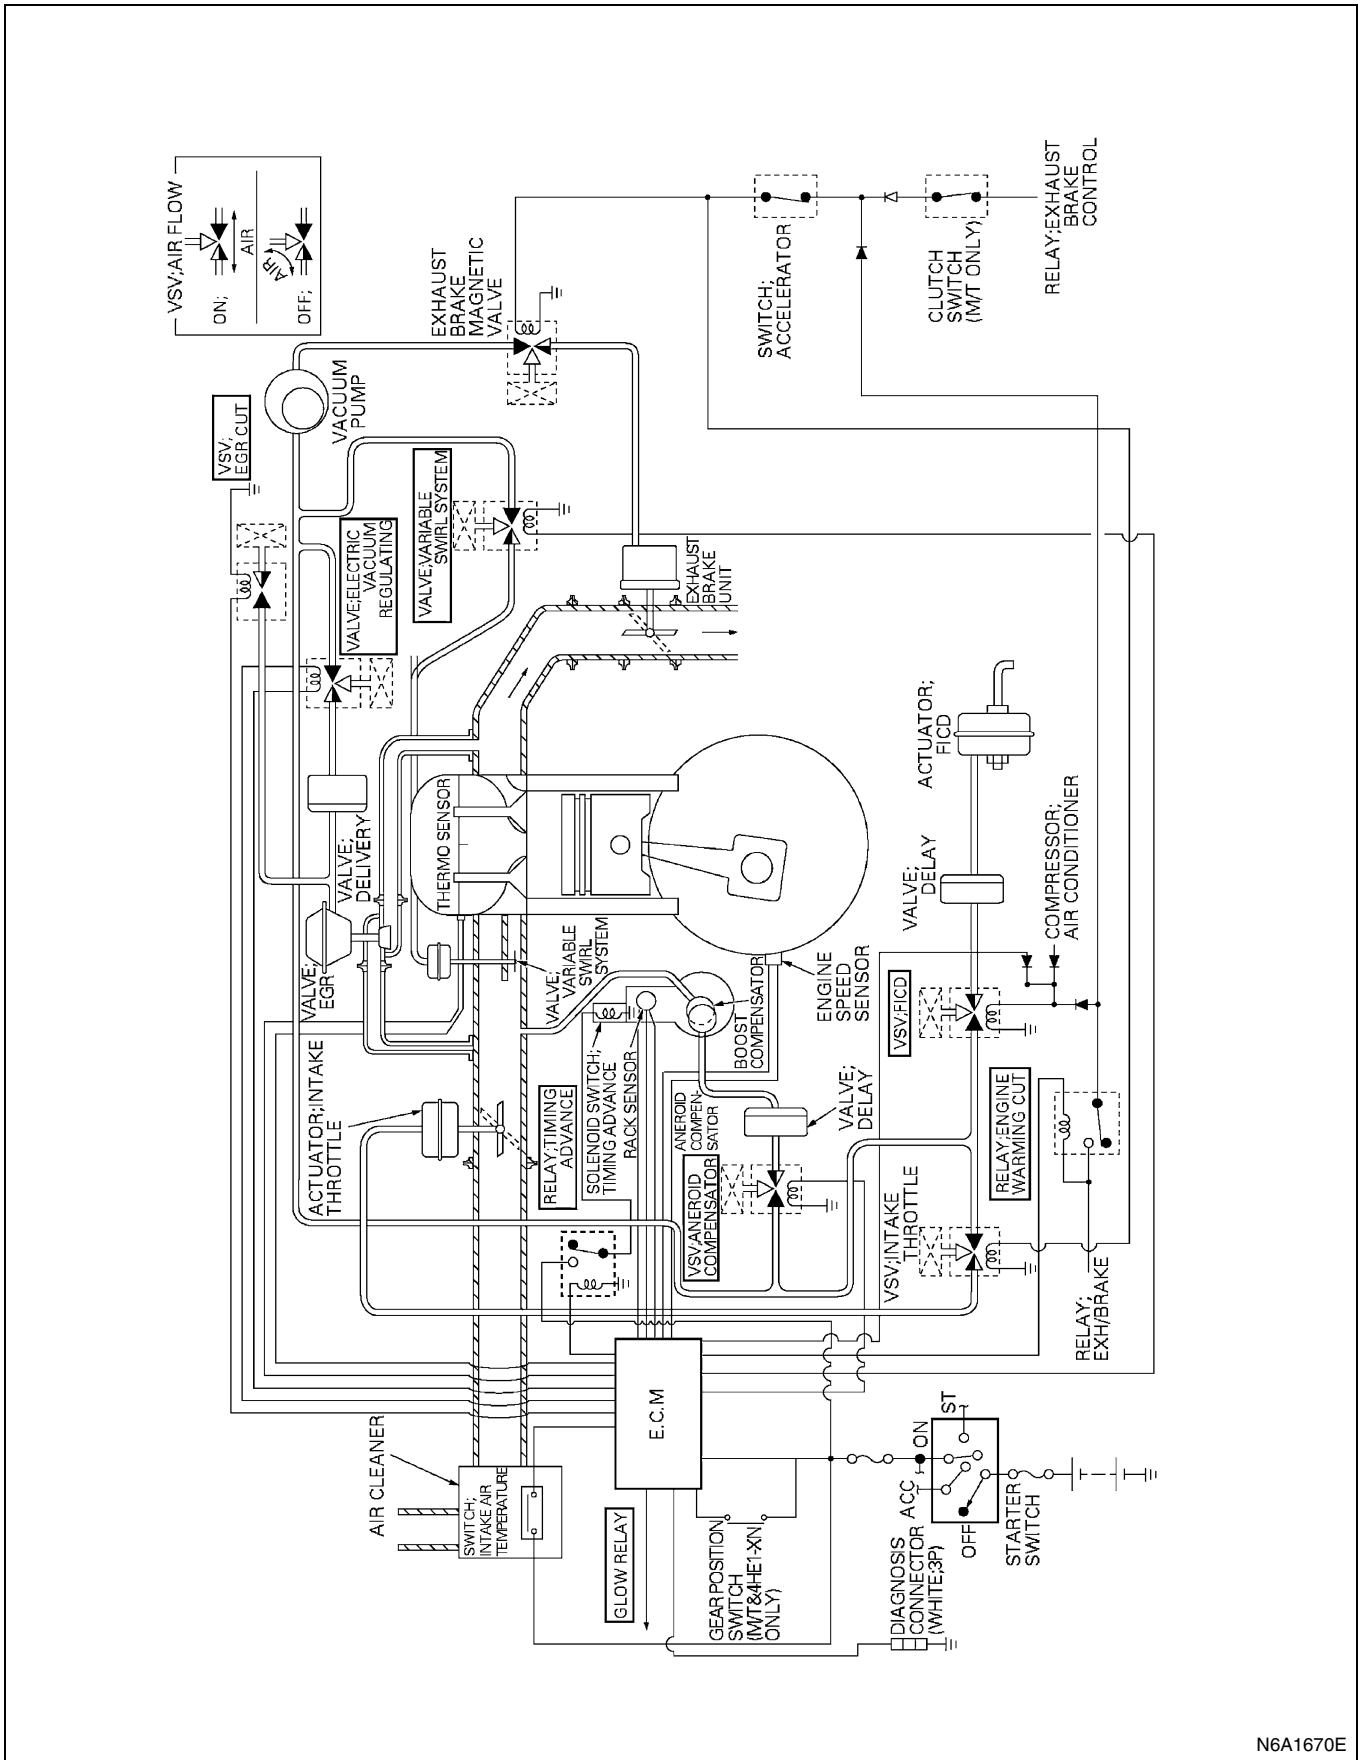 VSV;AIR FLOW
ON;
AIR
OFF;
AIR
VSV;
EGR CUT
VACUUM
PUMP
EXHAUST
BRAKE
MAGNETIC
VALVE
SWITCH;
ACCELERATOR
CLUTCH
SWITCH
(M/T ONLY)
RELAY;EXHAUST
BRAKE
CONTROL
VALVE;ELECTRIC
VACUUM
REGULATING
VALVE;VARIABLE
SWIRL SYSTEM
EXHAUST
BRAKE
UNIT
VALVE;
DELIVERY
THERMO SENSOR
VALVE;
EGR
VALVE;
VARIABLE
SWIRL
SYSTEM
ACTUATOR;
FICD
VALVE;
DELAY
COMPRESSOR;
AIR CONDITIONER
ENGINE
SPEED
SENSOR
VSV;FICD
BOOST
COMPENSATOR
ACTUATOR;INTAKE
THROTTLE
RELAY;TIMING
ADVANCE
SOLENOID SWITCH;
TIMING ADVANCE
RACK SENSOR
ANEROID
COMPEN-
SATOR
VALVE;
DELAY
VSV;ANEROID
COMPENSATOR
RELAY;ENGINE
WARMING CUT
VSV;INTAKE
THROTTLE
RELAY;
EXH/BRAKE
AIR CLEANER
SWITCH;
INTAKE AIR
TEMPERATURE
E.C.M
GLOW RELAY
GEAR POSITION
SWITCH
(M/T&4HE1-XN
ONLY)
DIAGNOSIS
CONNECTOR
(WHITE;3P)
ACC
ON
ST
OFF
STARTER
SWITCH
N6A1670E